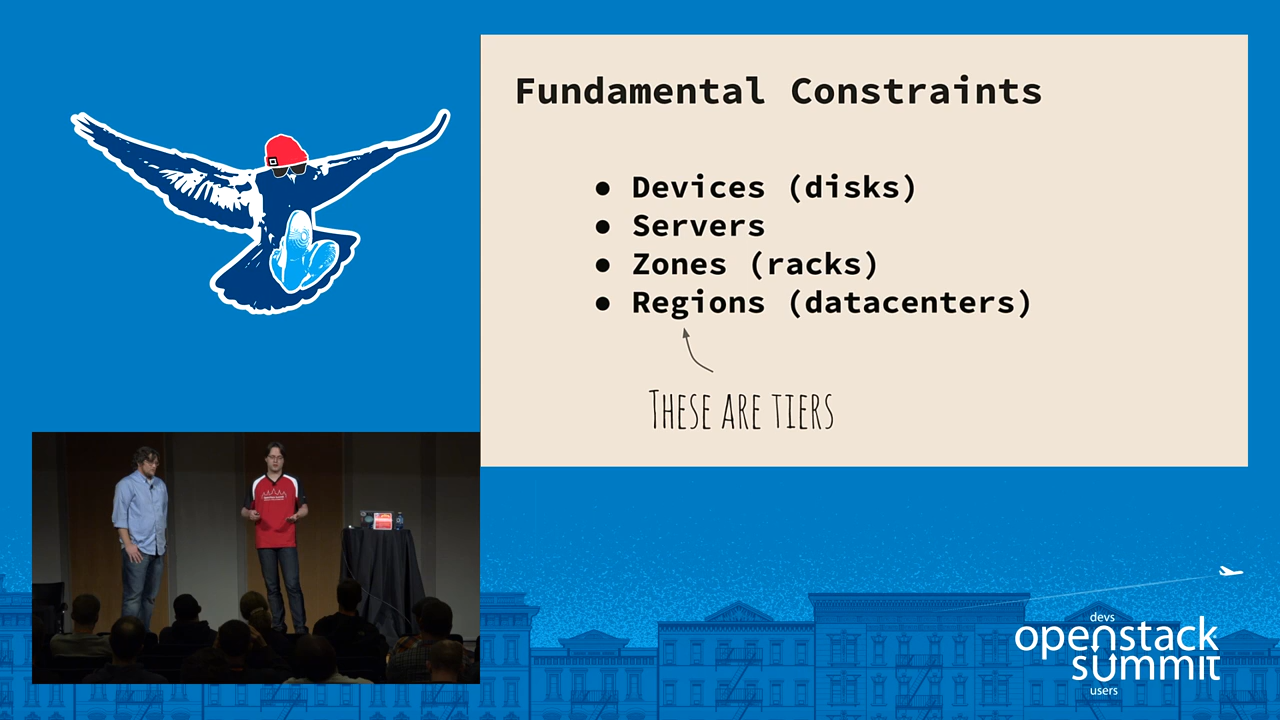 Fundamental Constraints
● Devices (disks)
● Servers
● Zones (racks)
● Regions (datacenters)
THESE ARE TIERS
devs
openstack
summit
users